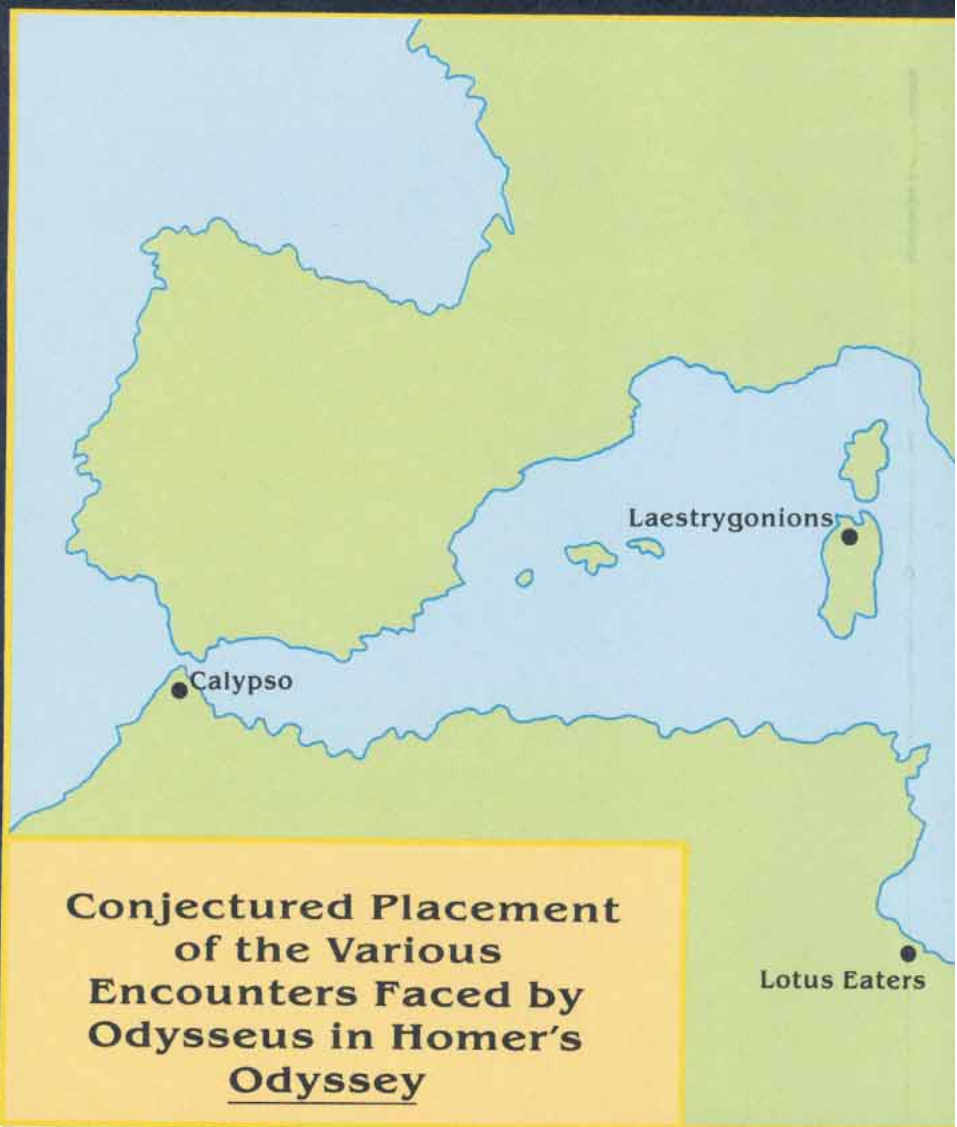 Laestrygonions
Calypso
Lotus Eaters
Conjectured Placement
of the Various
Encounters Faced by
Odysseus in Homer's
Odyssey